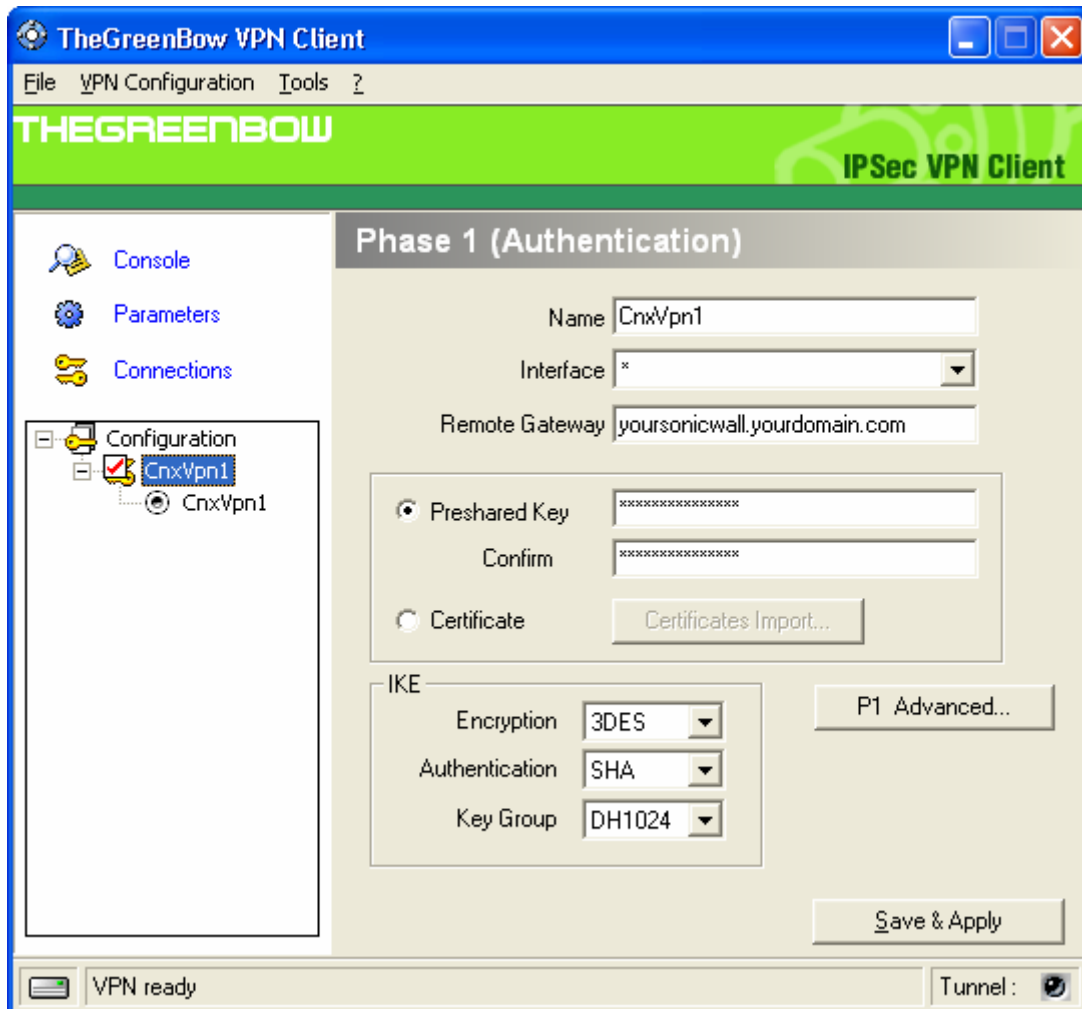 TheGreenBow VPN Client
File VPN Configuration Tools ?
THEGREENBOW
IPSec VPN Client
Console
Parameters
Connections
Configuration
CnxVpn1
CnxVpn1
Phase 1 (Authentication)
Name CnxVpn1
Interface *
Remote Gateway yoursonicwall.yourdomain.com
Preshared Key ***************
Confirm ***************
Certificate Certificates Import...
IKE
Encryption 3DES
Authentication SHA
Key Group DH1024
P1 Advanced...
Save & Apply
VPN ready
Tunnel :